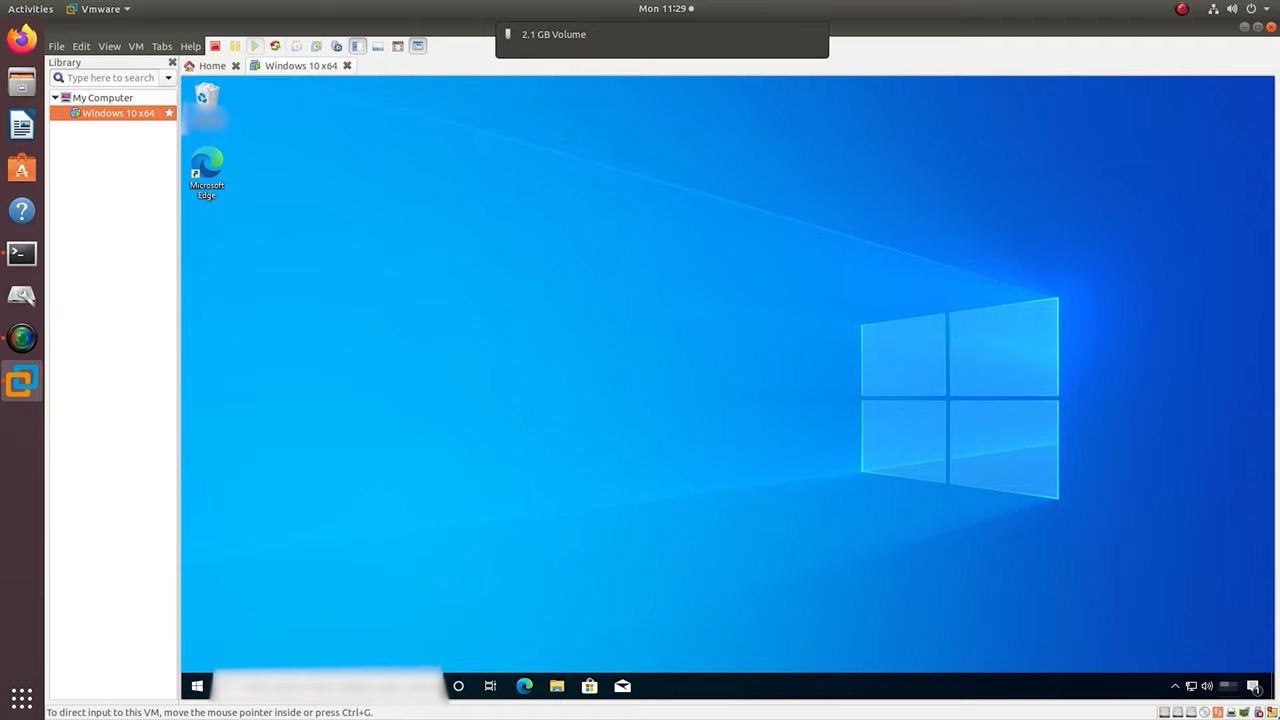 Activities
Vmware
Mon 11:29
2.1 GB Volume
File Edit View VM Tabs Help
Library
Type here to search
Home
Windows 10 x64
My Computer
Windows 10 x64
Microsoft
Edge
1
To direct input to this VM, move the mouse pointer inside or press Ctrl+G.